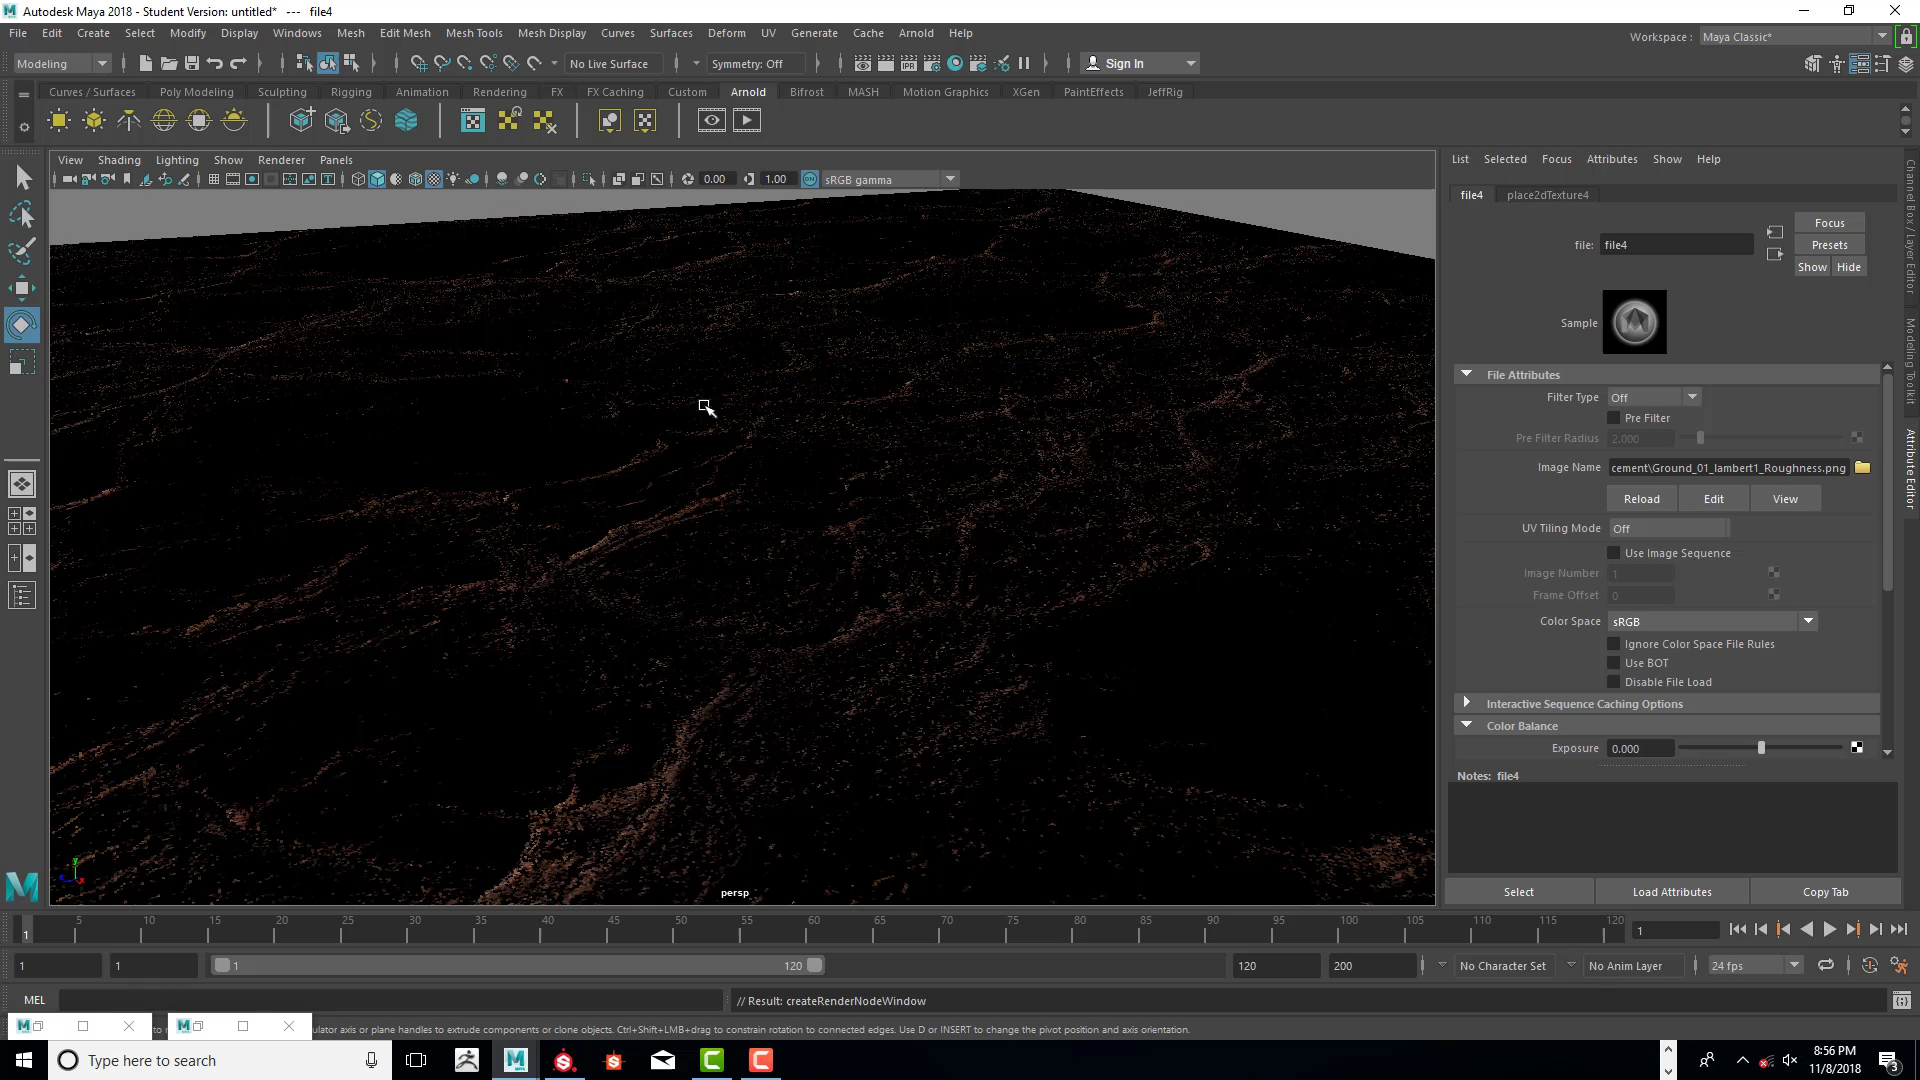 Autodesk Maya 2018 - Student Version: untitled* --- file4
File Edit Create Select Modify Display Windows Mesh Edit Mesh Mesh Tools Mesh Display Curves Surfaces Deform UV Generate Cache Arnold Help
Workspace : Maya Classic*
Modeling No Live Surface Symmetry: Off Sign In
Curves / Surfaces Poly Modeling Sculpting Rigging Animation Rendering FX FX Caching Custom Arnold Bifrost MASH Motion Graphics XGen PaintEffects JeffRig
View Shading Lighting Show Renderer Panels
0.00 1.00 sRGB gamma
persp
List Selected Focus Attributes Show Help
file4 place2dTexture4
Focus
file: file4
Presets
Show Hide
Sample
File Attributes
Filter Type Off
Pre Filter
Pre Filter Radius 2.000
Image Name cement\Ground_01_lambert1_Roughness.png
Reload Edit View
UV Tiling Mode Off
Use Image Sequence
Image Number 1
Frame Offset 0
Color Space sRGB
Ignore Color Space File Rules
Use BOT
Disable File Load
Interactive Sequence Caching Options
Color Balance
Exposure 0.000
Notes: file4
Select Load Attributes Copy Tab
Channel Box / Layer Editor
Modeling Toolkit
Attribute Editor
5 10 15 20 25 30 35 40 45 50 55 60 65 70 75 80 85 90 95 100 105 110 115 120
1 1
1 1 1 120 120 200 No Character Set No Anim Layer 24 fps
MEL // Result: createRenderNodeWindow
ulator axis or plane handles to extrude components or clone objects. Ctrl+Shift+LMB+drag to constrain rotation to connected edges. Use D or INSERT to change the pivot position and axis orientation.
Type here to search
8:56 PM
11/8/2018
3